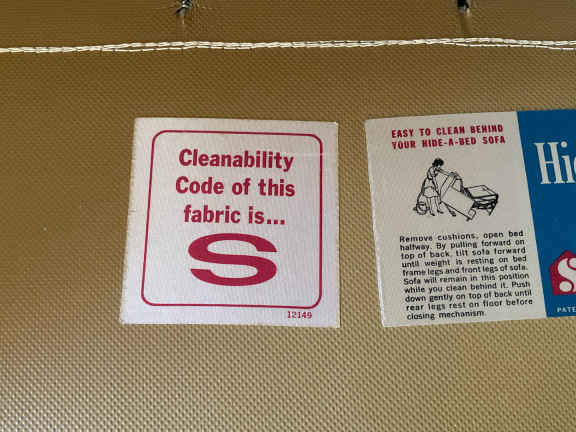 Cleanability
Code of this
fabric is...
S
12149
EASY TO CLEAN BEHIND
YOUR HIDE-A-BED SOFA
Remove cushions, open bed
halfway. By pulling forward on
top of back, tilt sofa forward
until weight is resting on bed
frame legs and front legs of sofa.
Sofa will remain in this position
while you clean behind it. Push
down gently on top of back until
rear legs rest on floor before
closing mechanism.